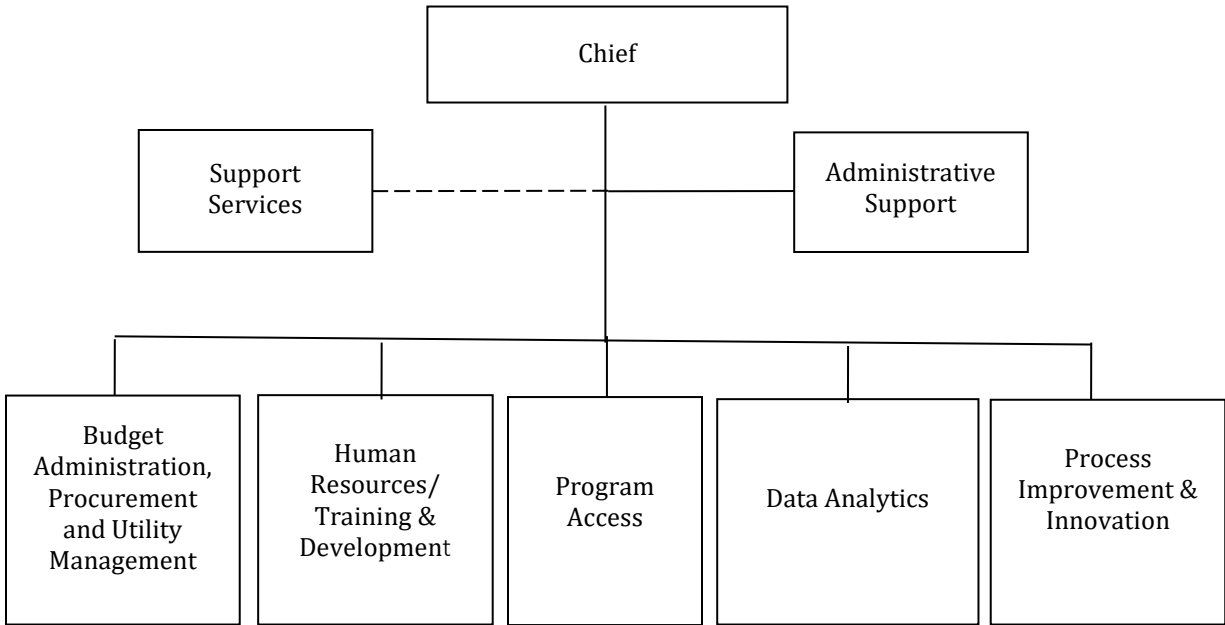 Chief
Support
Services
Administrative
Support
Budget
Administration,
Procurement
and Utility
Management
Human
Resources/
Training &
Development
Program
Access
Data Analytics
Process
Improvement &
Innovation